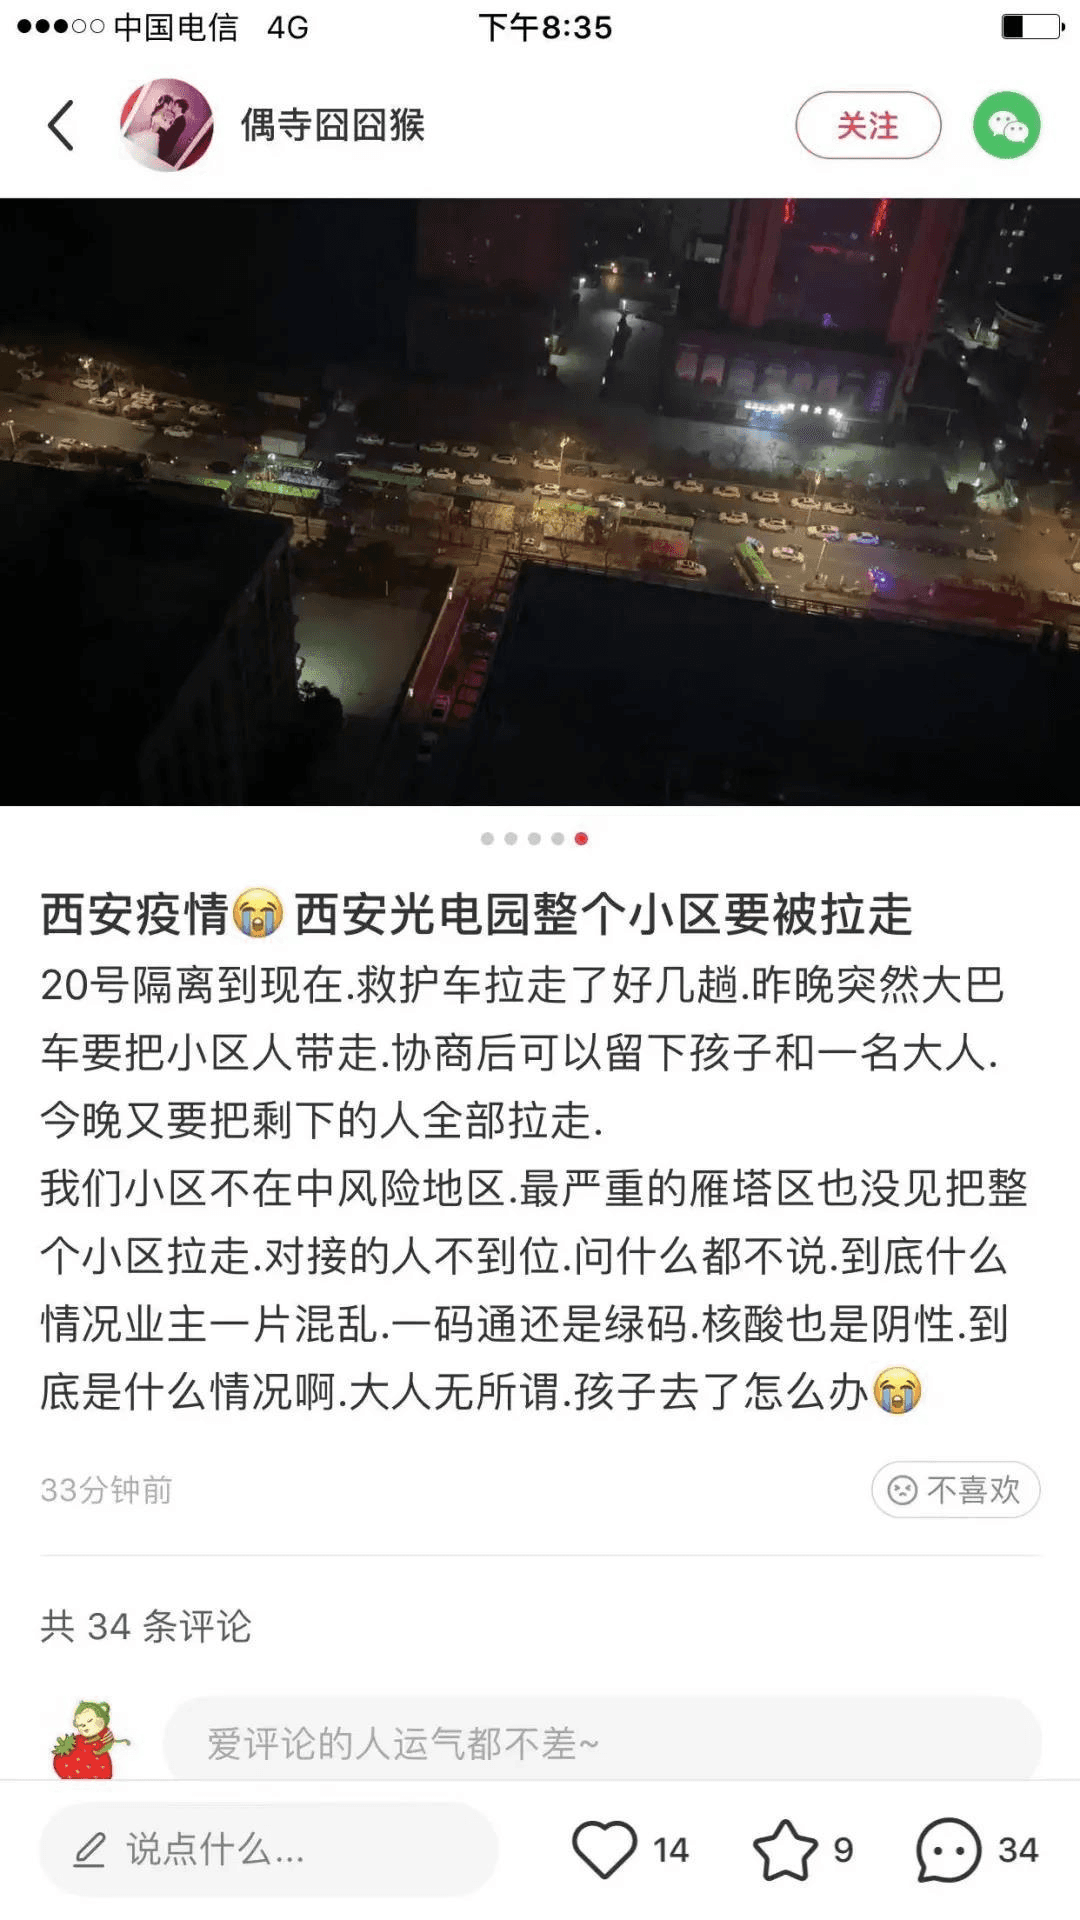 中国电信 4G 下午8:35
偶寺囧囧猴
关注
西安疫情😭西安光电园整个小区要被拉走
20号隔离到现在.救护车拉走了好几趟.昨晚突然大巴
车要把小区人带走.协商后可以留下孩子和一名大人.
今晚又要把剩下的人全部拉走.
我们小区不在中风险地区.最严重的雁塔区也没见把整
个小区拉走.对接的人不到位.问什么都不说.到底什么
情况业主一片混乱.一码通还是绿码.核酸也是阴性.到
底是什么情况啊.大人无所谓.孩子去了怎么办😭
33分钟前
不喜欢
共 34 条评论
爱评论的人运气都不差~
说点什么...
14
9
34